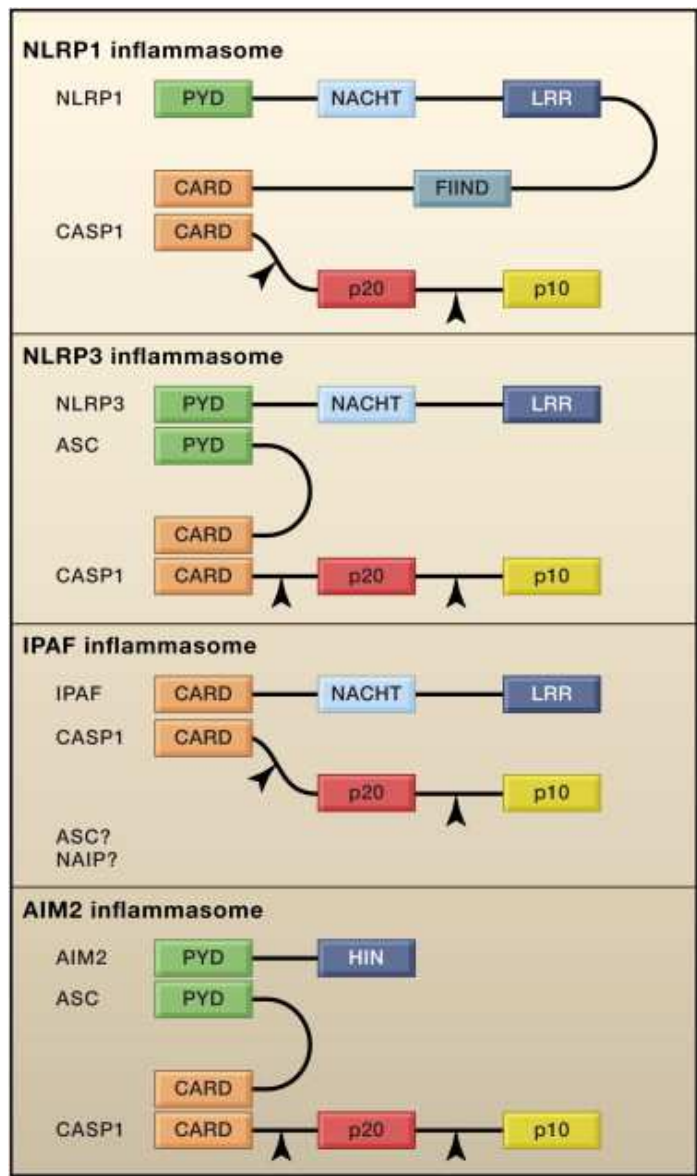 NLRP1 inflammasome
NLRP1 PYD NACHT LRR
CARD FIIND
CASP1 CARD
p20 p10
NLRP3 inflammasome
NLRP3 PYD NACHT LRR
ASC PYD
CARD
CASP1 CARD p20 p10
IPAF inflammasome
IPAF CARD NACHT LRR
CASP1 CARD
p20 p10
ASC?
NAIP?
AIM2 inflammasome
AIM2 PYD HIN
ASC PYD
CARD
CASP1 CARD p20 p10